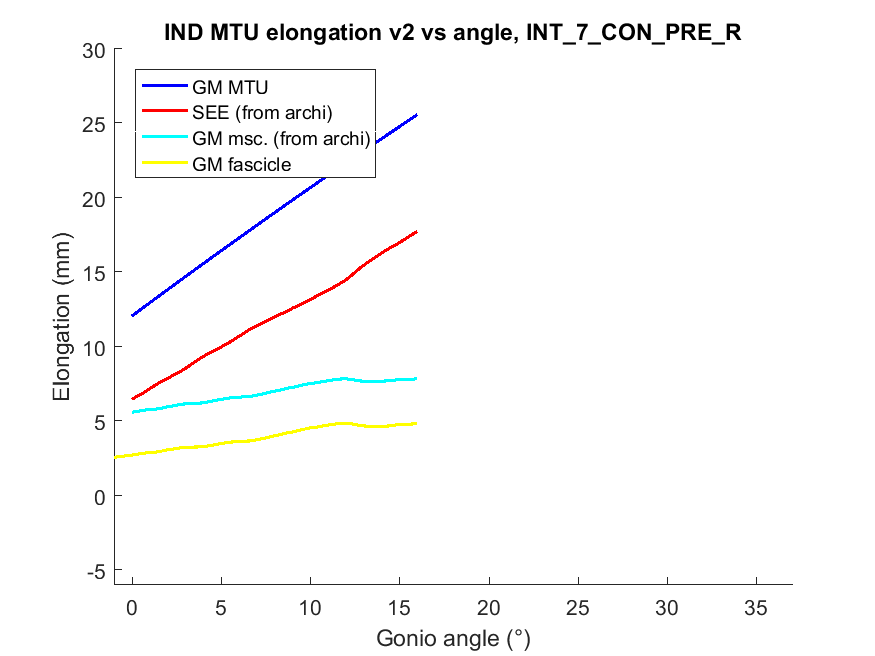 IND MTU elongation v2 vs angle, INT_7_CON_PRE_R
30
25
20
15
10
5
0
-5
Elongation (mm)
GM MTU
SEE (from archi)
GM msc. (from archi)
GM fascicle
0 5 10 15 20 25 30 35
Gonio angle (°)